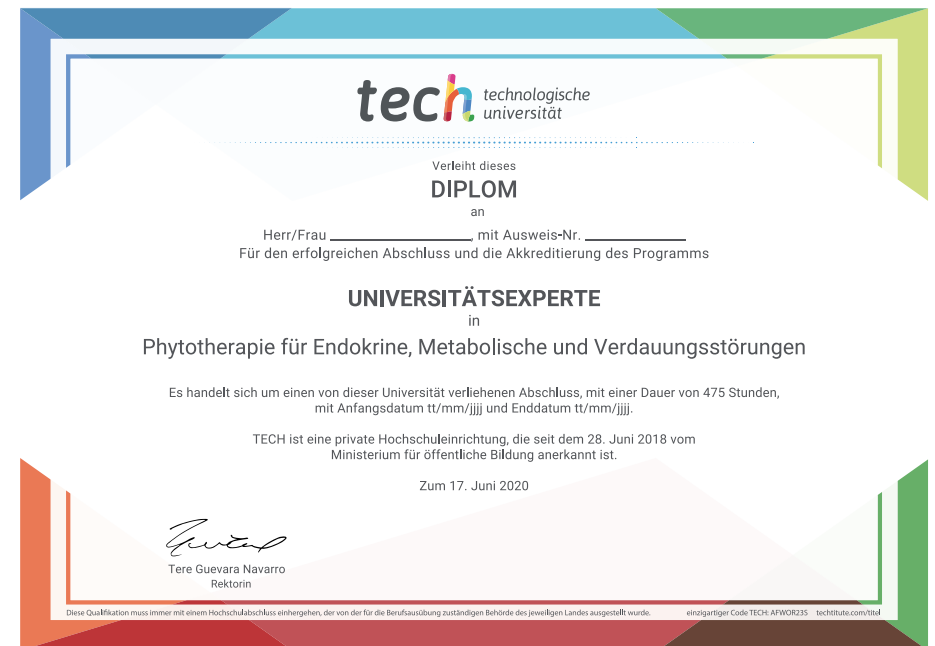 tech technologische
universität
Verleiht dieses
DIPLOM
an
Herr/Frau ____________, mit Ausweis-Nr. ____________
Für den erfolgreichen Abschluss und die Akkreditierung des Programms
UNIVERSITÄTSEXPERTE
in
Phytotherapie für Endokrine, Metabolische und Verdauungsstörungen
Es handelt sich um einen von dieser Universität verliehenen Abschluss, mit einer Dauer von 475 Stunden,
mit Anfangsdatum tt/mm/jjjj und Enddatum tt/mm/jjjj.
TECH ist eine private Hochschuleinrichtung, die seit dem 28. Juni 2018 vom
Ministerium für öffentliche Bildung anerkannt ist.
Zum 17. Juni 2020
Tere Guevara Navarro
Rektorin
Diese Qualifikation muss immer mit einem Hochschulabschluss einhergehen, der von der für die Berufsausübung zuständigen Behörde des jeweiligen Landes ausgestellt wurde. einzigartiger Code TECH: AFWOR23S techtitute.com/titel